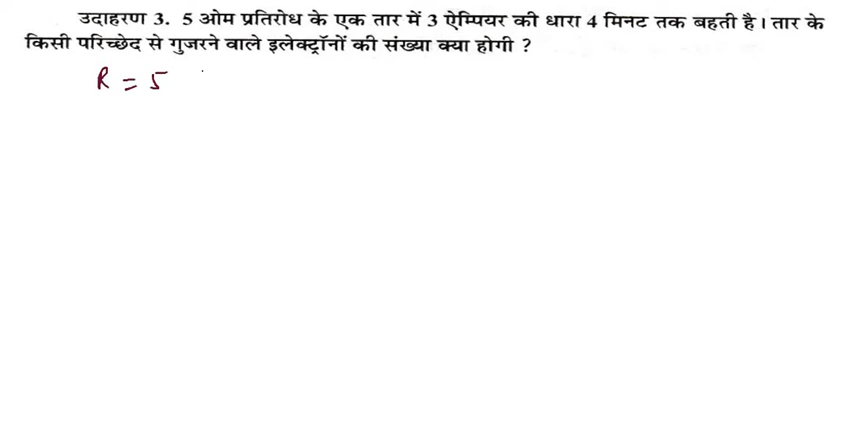 उदाहरण 3. 5 ओम प्रतिरोध के एक तार में 3 ऐम्पियर की धारा 4 मिनट तक बहती है। तार के
किसी परिच्छेद से गुजरने वाले इलेक्ट्रॉनों की संख्या क्या होगी ?
R = 5